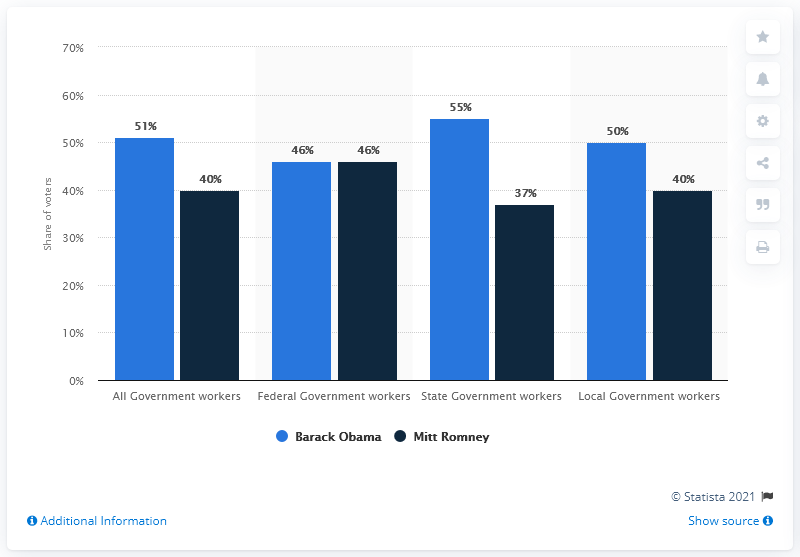 70%
60%
50%
40%
30%
20%
10%
0%
Share of voters
51%
40%
46%
46%
55%
37%
50%
40%
All Government workers
Federal Government workers
State Government workers
Local Government workers
Barack Obama
Mitt Romney
© Statista 2021
Additional Information
Show source